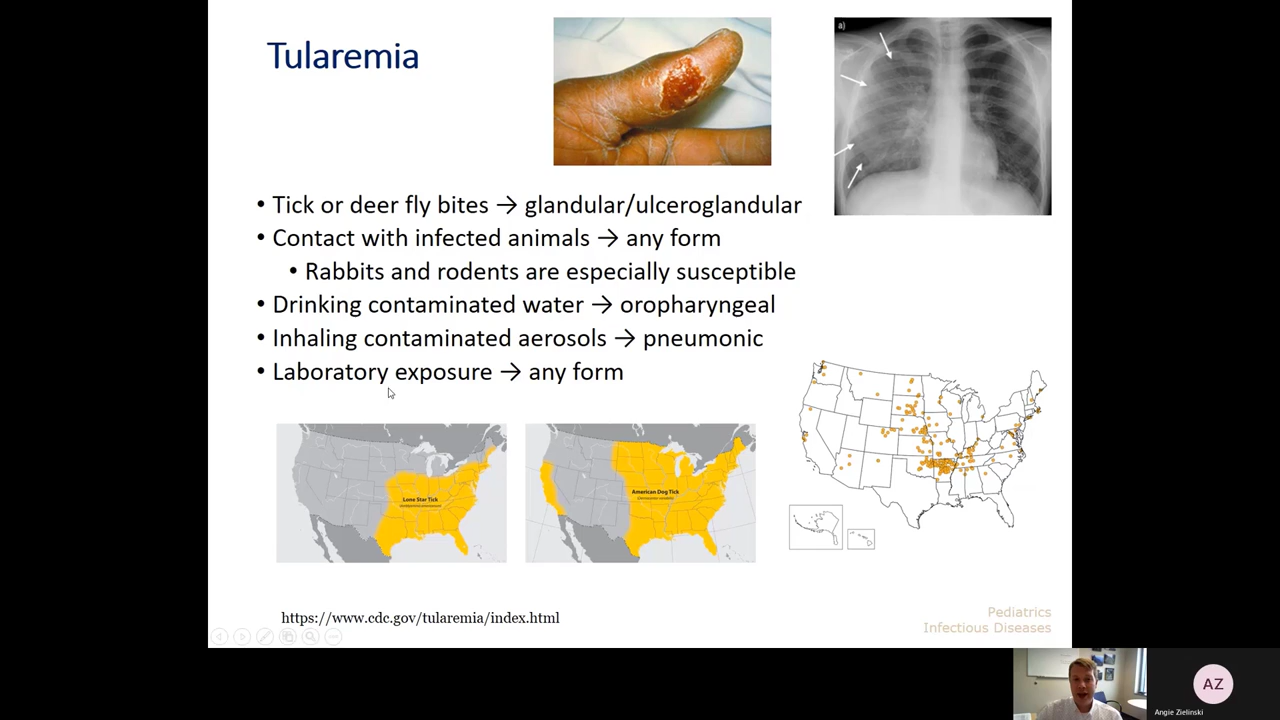 Tularemia
a)
• Tick or deer fly bites → glandular/ulceroglandular
• Contact with infected animals → any form
• Rabbits and rodents are especially susceptible
• Drinking contaminated water → oropharyngeal
• Inhaling contaminated aerosols → pneumonic
• Laboratory exposure → any form
Lone Star Tick
American Dog Tick
https://www.cdc.gov/tularemia/index.html
Pediatrics
Infectious Diseases
AZ
Angie Zielinski